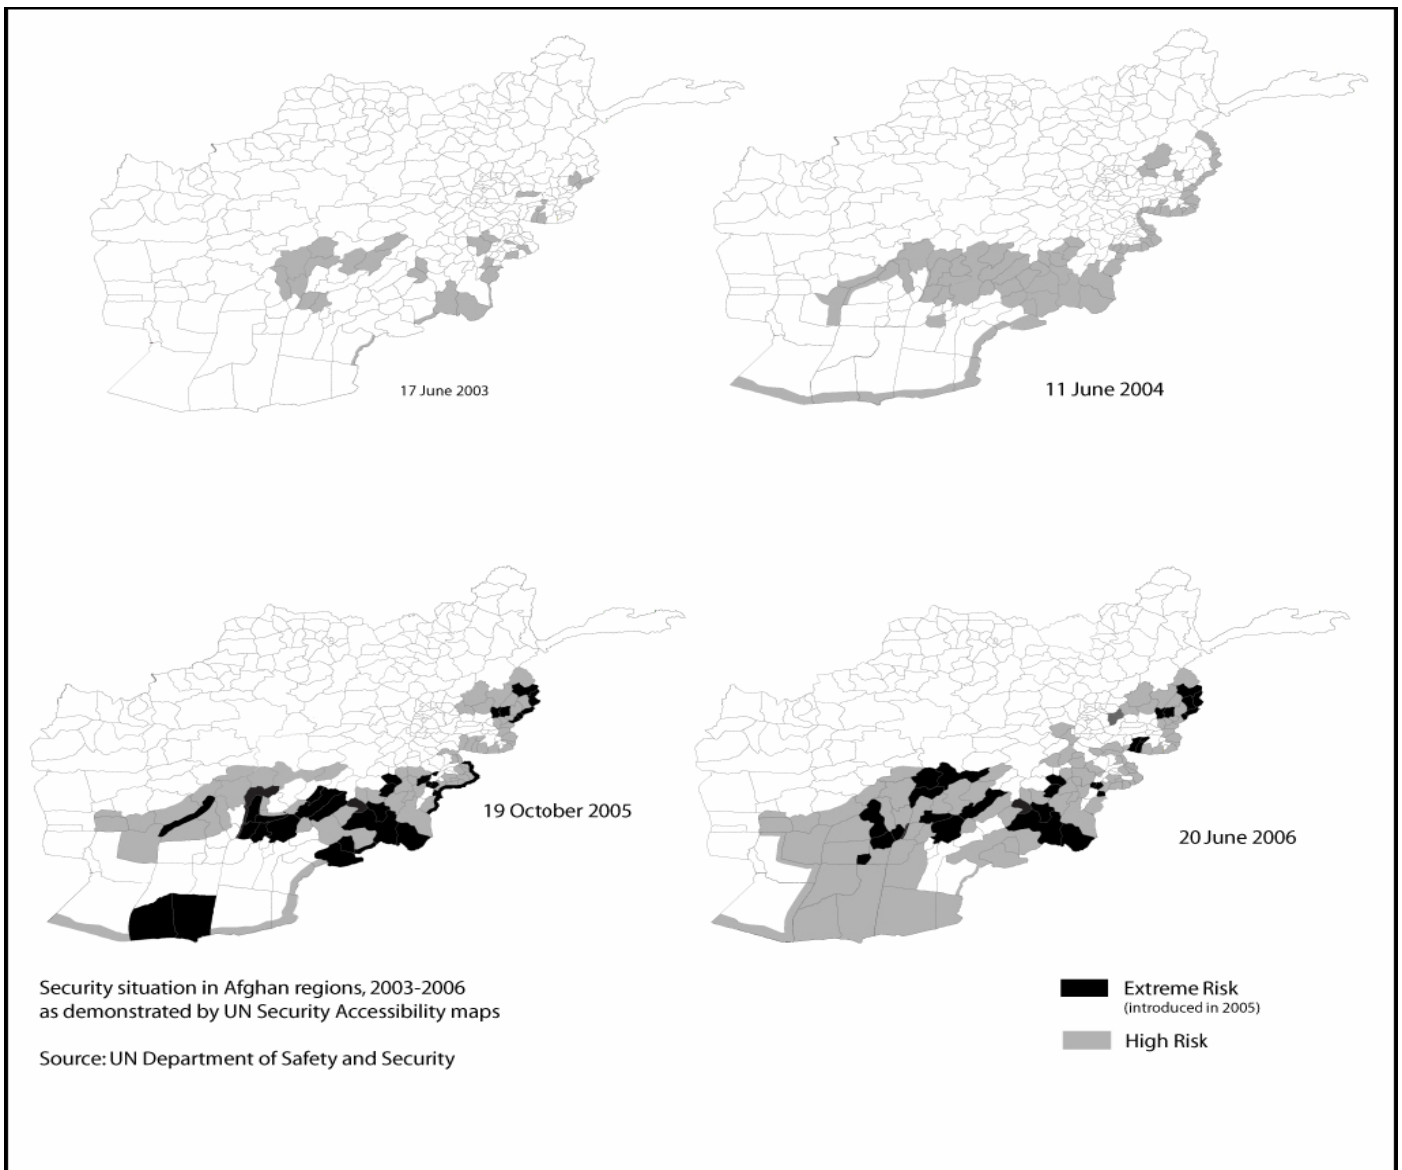 17 June 2003
11 June 2004
19 October 2005
20 June 2006
Security situation in Afghan regions, 2003-2006
as demonstrated by UN Security Accessibility maps
Source: UN Department of Safety and Security
Extreme Risk
(introduced in 2005)
High Risk